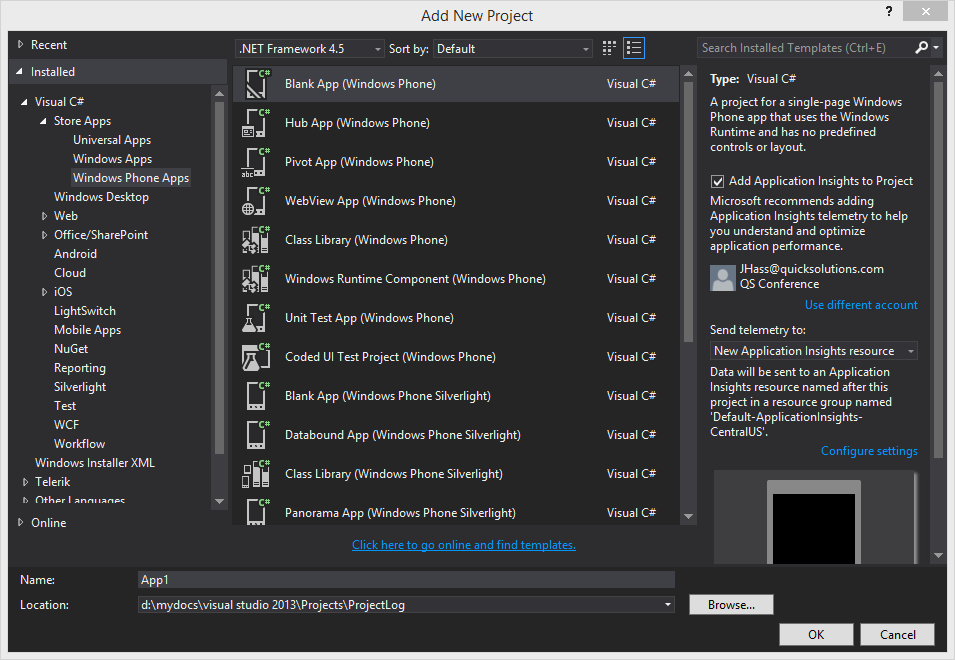 Add New Project
?
Recent
Installed
Visual C#
Store Apps
Universal Apps
Windows Apps
Windows Phone Apps
Windows Desktop
Web
Office/SharePoint
Android
Cloud
iOS
LightSwitch
Mobile Apps
NuGet
Reporting
Silverlight
Test
WCF
Workflow
Windows Installer XML
Telerik
Other Languages
Online
.NET Framework 4.5 Sort by: Default
C# Blank App (Windows Phone) Visual C#
C# Hub App (Windows Phone) Visual C#
C# abc Pivot App (Windows Phone) Visual C#
C# WebView App (Windows Phone) Visual C#
C# Class Library (Windows Phone) Visual C#
C# Windows Runtime Component (Windows Phone) Visual C#
C# Unit Test App (Windows Phone) Visual C#
C# Coded UI Test Project (Windows Phone) Visual C#
C# Blank App (Windows Phone Silverlight) Visual C#
C# Databound App (Windows Phone Silverlight) Visual C#
C# Class Library (Windows Phone Silverlight) Visual C#
C# Panorama App (Windows Phone Silverlight) Visual C#
Click here to go online and find templates.
Search Installed Templates (Ctrl+E)
Type: Visual C#
A project for a single-page Windows
Phone app that uses the Windows
Runtime and has no predefined
controls or layout.
Add Application Insights to Project
Microsoft recommends adding
Application Insights telemetry to help
you understand and optimize
application performance.
JHass@quicksolutions.com
QS Conference
Use different account
Send telemetry to:
New Application Insights resource
Data will be sent to an Application
Insights resource named after this
project in a resource group named
'Default-ApplicationInsights-
CentralUS'.
Configure settings
Name: App1
Location: d:\mydocs\visual studio 2013\Projects\ProjectLog Browse...
OK Cancel